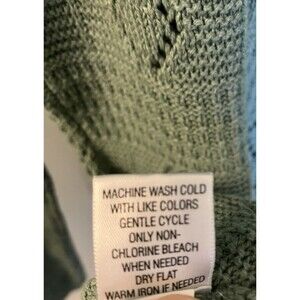 MACHINE WASH COLD
WITH LIKE COLORS
GENTLE CYCLE
ONLY NON-
CHLORINE BLEACH
WHEN NEEDED
DRY FLAT
WARM IRON IF NEEDED